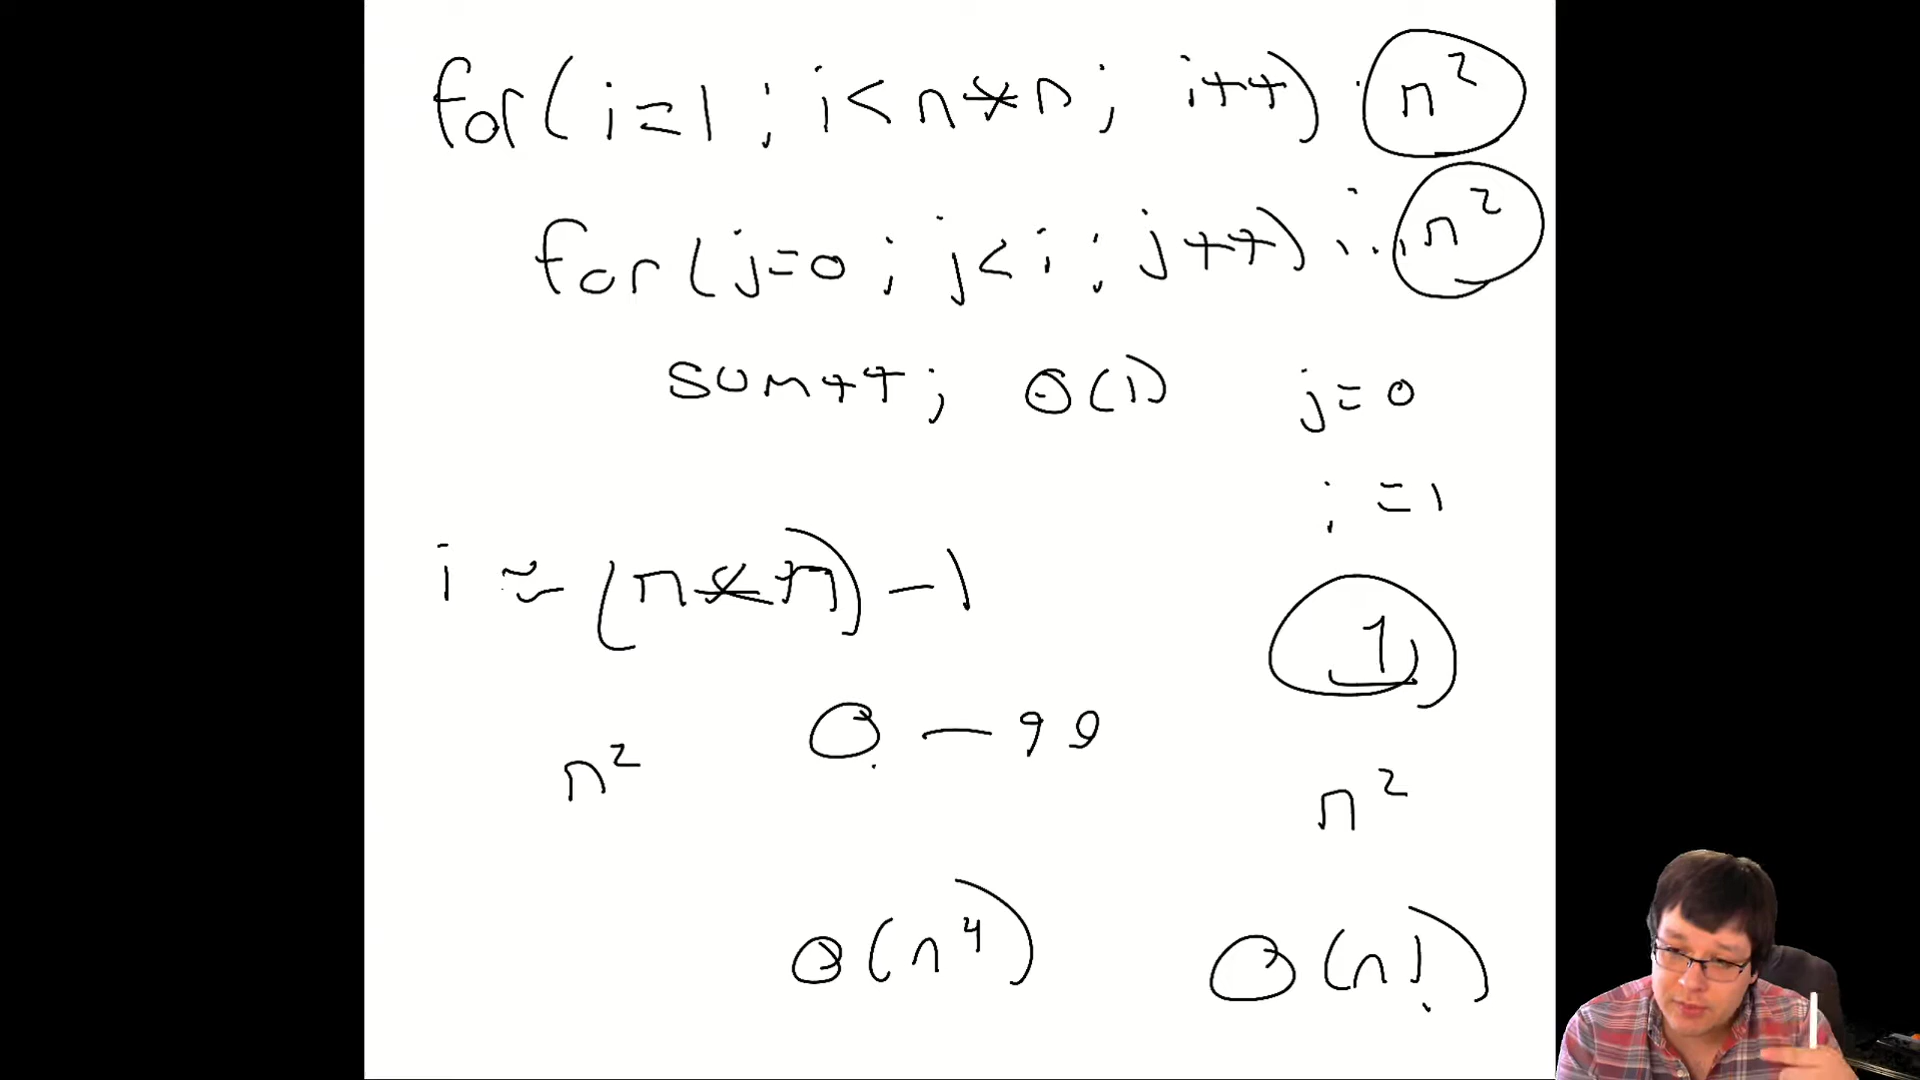 for(i=1; i<n*n; i++) . n²
for(j=0; j<i; j++) ... n²
sum++; O(1) j=0
i=1
i ≈ (n*n)-1
1
O — 99
n² n²
O(n⁴) O(n!)